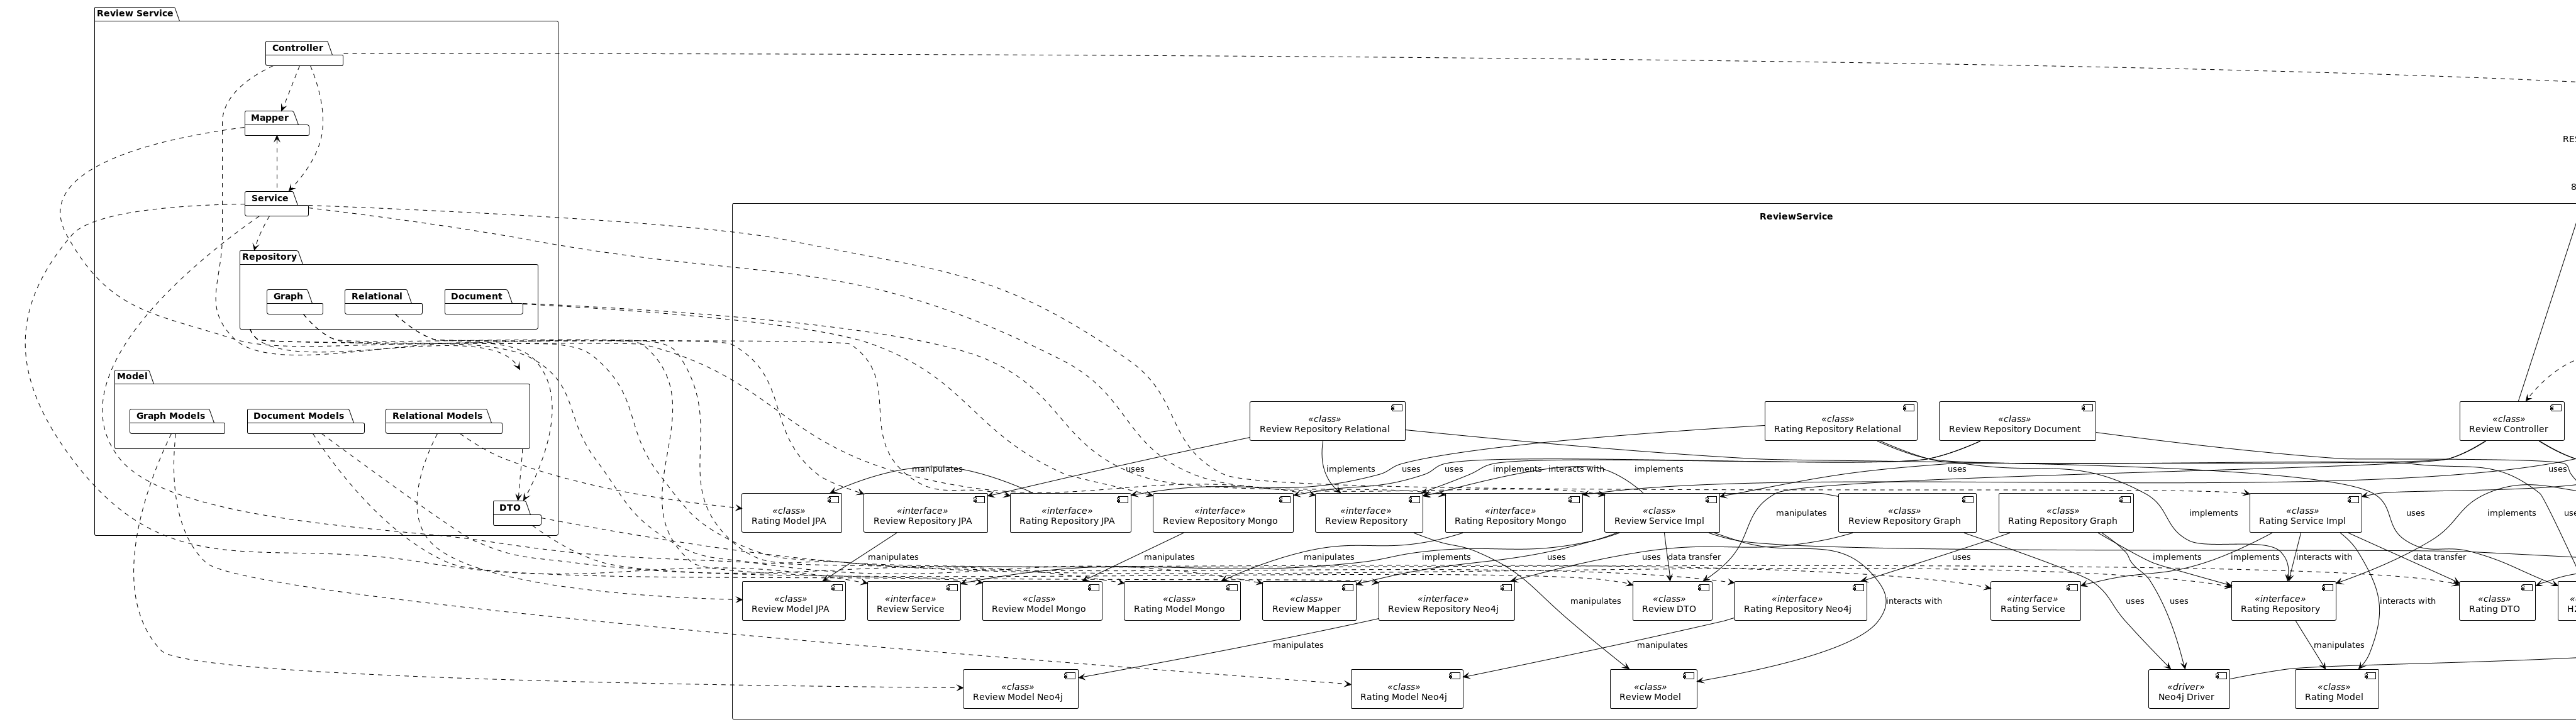 Review Service
Controller
Mapper
Service
Repository
Graph
Relational
Document
Model
Graph Models
Document Models
Relational Models
DTO
RES
8
ReviewService
«class»
Review Repository Relational
«class»
Rating Repository Relational
«class»
Review Repository Document
«class»
Review Controller
manipulates
uses
implements
uses
uses
implements
interacts with
implements
uses
uses
«class»
Rating Model JPA
«interface»
Review Repository JPA
«interface»
Rating Repository JPA
«interface»
Review Repository Mongo
«interface»
Review Repository
«interface»
Rating Repository Mongo
«class»
Review Service Impl
manipulates
«class»
Review Repository Graph
«class»
Rating Repository Graph
implements
«class»
Rating Service Impl
uses
implements
use
manipulates
manipulates
manipulates
implements
uses
uses
data transfer
uses
implements
implements
interacts with
data transfer
«class»
Review Model JPA
«interface»
Review Service
«class»
Review Model Mongo
«class»
Rating Model Mongo
«class»
Review Mapper
«interface»
Review Repository Neo4j
manipulates
«class»
Review DTO
«interface»
Rating Repository Neo4j
interacts with
«interface»
Rating Service
uses
uses
«interface»
Rating Repository
interacts with
«class»
Rating DTO
H2
manipulates
manipulates
«class»
Review Model Neo4j
«class»
Rating Model Neo4j
«class»
Review Model
«driver»
Neo4j Driver
«class»
Rating Model